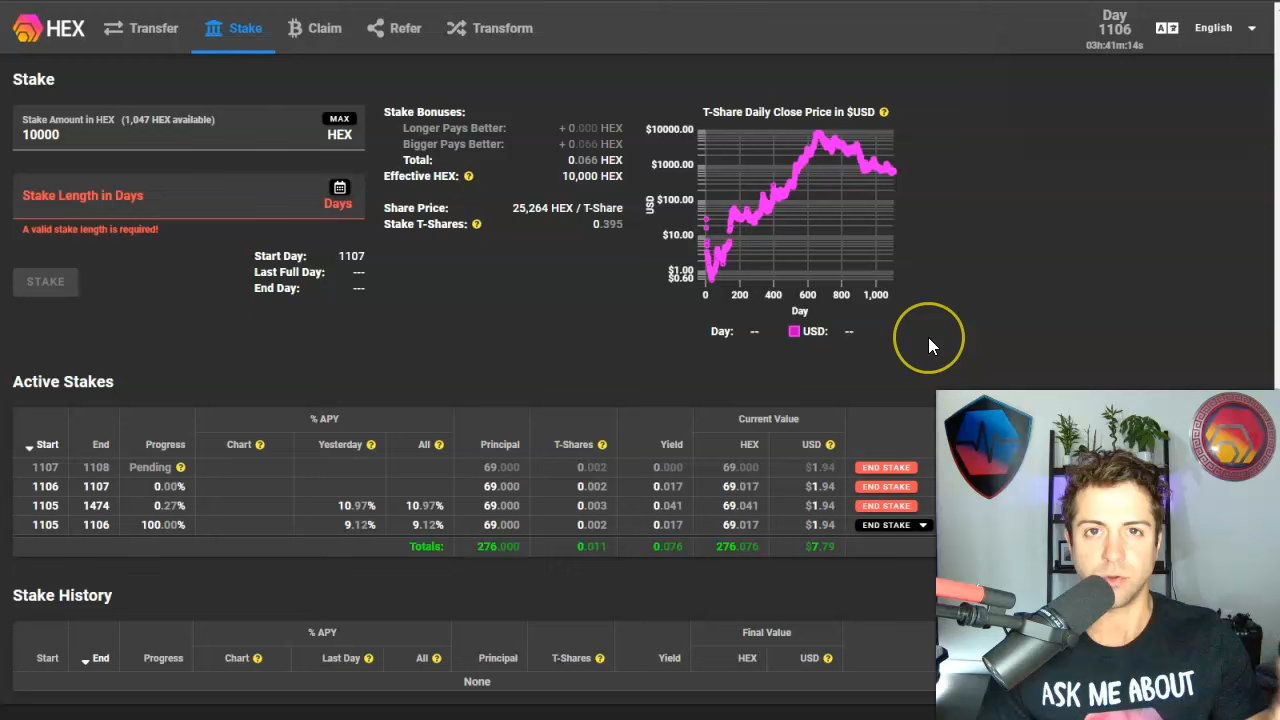 HEX Transfer Stake Claim Refer Transform
Day
1106
03h:41m:14s
English
Stake
Stake Amount in HEX (1,047 HEX available) MAX
10000 HEX
Stake Length in Days Days
A valid stake length is required!
Start Day: 1107
Last Full Day: ---
End Day: ---
STAKE
Stake Bonuses:
Longer Pays Better: + 0.000 HEX
Bigger Pays Better: + 0.066 HEX
Total: 0.066 HEX
Effective HEX: ? 10,000 HEX
Share Price: 25,264 HEX / T-Share
Stake T-Shares: ? 0.395
T-Share Daily Close Price in $USD ?
$10000.00
$1000.00
$100.00
$10.00
$1.00
$0.60
USD
0 200 400 600 800 1,000
Day
Day: -- USD: --
Active Stakes
% APY Current Value
Start End Progress Chart ? Yesterday ? All ? Principal T-Shares ? Yield HEX USD ?
1107 1108 Pending ? 69.000 0.002 0.000 69.000 $1.94 END STAKE
1106 1107 0.00% 69.000 0.002 0.017 69.017 $1.94 END STAKE
1105 1474 0.27% 10.97% 10.97% 69.000 0.003 0.041 69.041 $1.94 END STAKE
1105 1106 100.00% 9.12% 9.12% 69.000 0.002 0.017 69.017 $1.94 END STAKE
Totals: 276.000 0.011 0.076 276.076 $7.79
Stake History
% APY Final Value
Start End Progress Chart ? Last Day ? All ? Principal T-Shares ? Yield HEX USD ?
None
ASK ME ABOUT